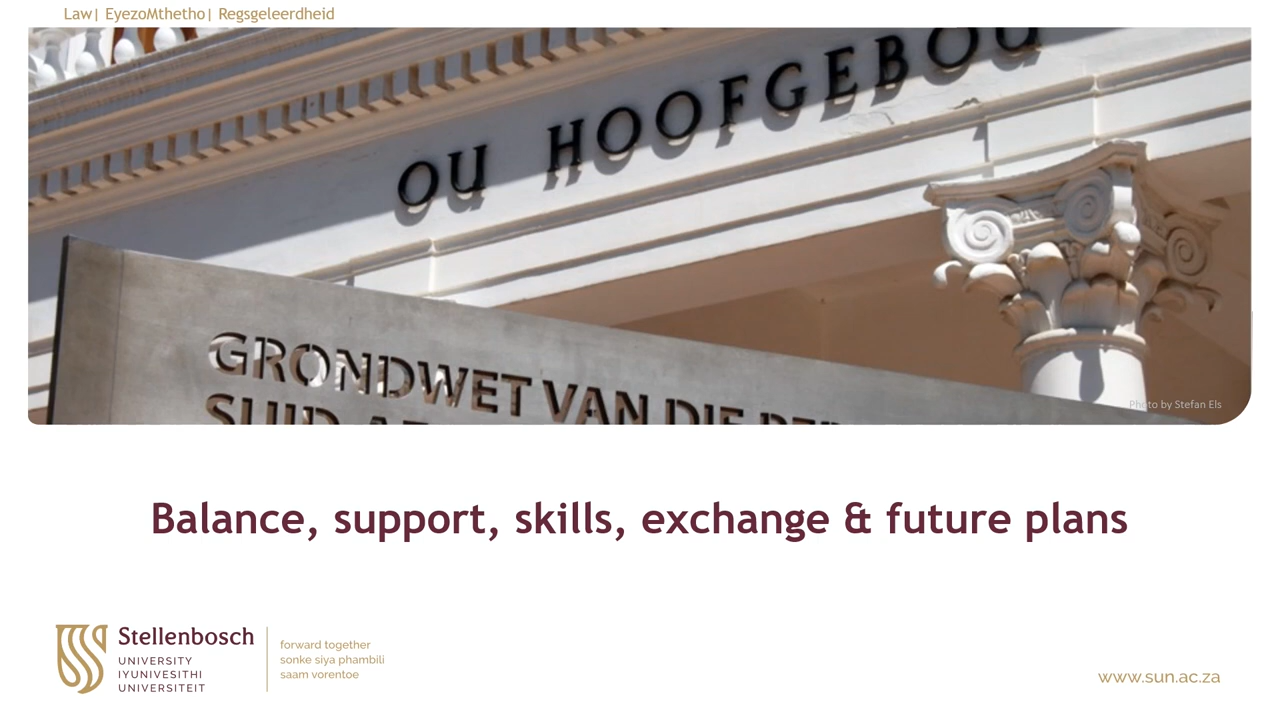 Law| EyezoMthetho| Regsgeleerdheid
OU HOOFGEBOU
GRONDWET VAN DIE
Photo by Stefan Els
Balance, support, skills, exchange & future plans
Stellenbosch
UNIVERSITY
IYUNIVESITHI
UNIVERSITEIT
forward together
sonke siya phambili
saam vorentoe
www.sun.ac.za